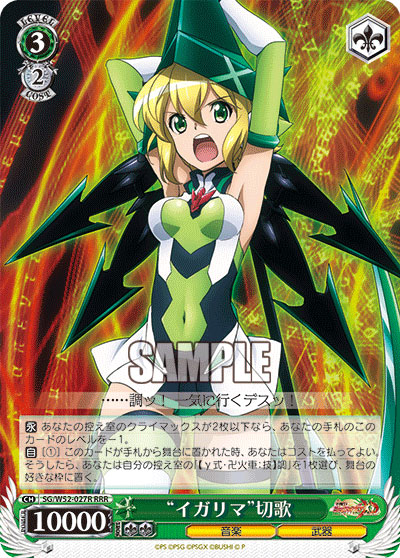 LEVEL
3
2
COST
SAMPLE
……調ッ! 一気に行くデスッ!
永 あなたの控え室のクライマックスが2枚以下なら、あなたの手札のこの
カードのレベルを-1。
自 [①] このカードが手札から舞台に置かれた時、あなたはコストを払ってよい。
そうしたら、あなたは自分の控え室の『【γ式・卍火車:技】調』を1枚選び、舞台の
好きな枠に置く。
CH SG/W52-027R RRR
POWER
10000
“イガリマ”切歌
音楽
武器
©PS ©PSG ©PSGX ©BUSHI © P